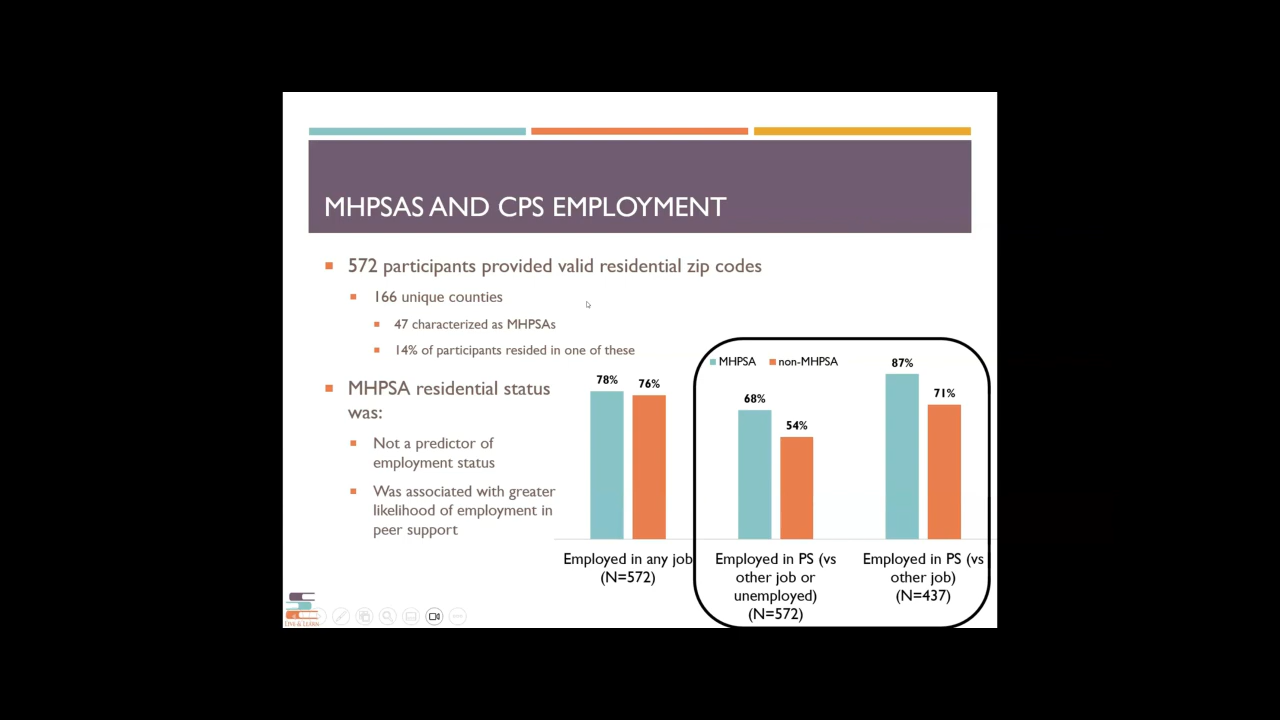 MHPSAS AND CPS EMPLOYMENT
572 participants provided valid residential zip codes
166 unique counties
47 characterized as MHPSAs
14% of participants resided in one of these
MHPSA residential status
was:
Not a predictor of
employment status
Was associated with greater
likelihood of employment in
peer support
MHPSA non-MHPSA
78% 76%
68% 54%
87% 71%
Employed in any job
(N=572)
Employed in PS (vs
other job or
unemployed)
(N=572)
Employed in PS (vs
other job)
(N=437)
LIVE & LEARN